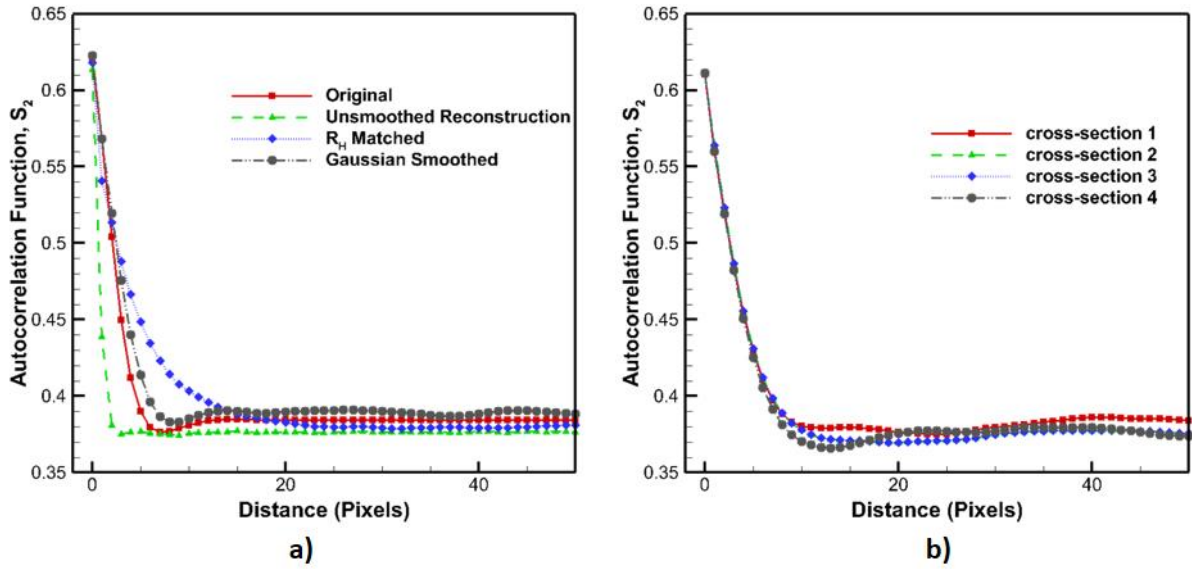 0.65
0.6
0.55
0.5
0.45
0.4
0.35
0
20
40
Autocorrelation Function, S₂
Distance (Pixels)
Original
Unsmoothed Reconstruction
R_H Matched
Gaussian Smoothed
a)
0.65
0.6
0.55
0.5
0.45
0.4
0.35
0
20
40
Autocorrelation Function, S₂
Distance (Pixels)
cross-section 1
cross-section 2
cross-section 3
cross-section 4
b)